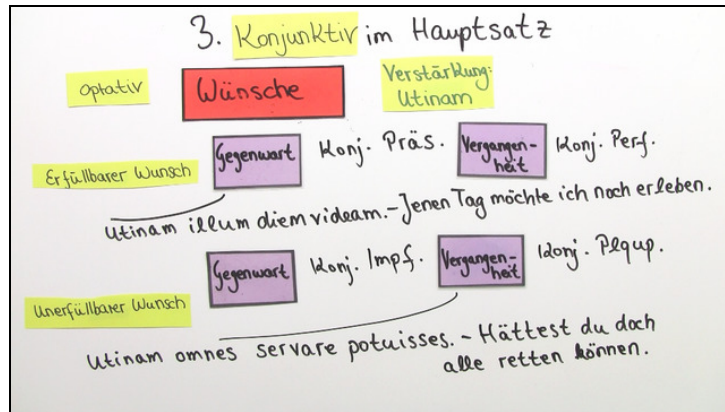 3. Konjunktiv im Hauptsatz
Optativ Wünsche Verstärkung:
Utinam
Erfüllbarer Wunsch Gegenwart Konj. Präs. Vergangen-
heit Konj. Perf.
Utinam illum diem videam. – Jenen Tag möchte ich noch erleben.
Unerfüllbarer Wunsch Gegenwart Konj. Impf. Vergangen-
heit Konj. Plqup.
Utinam omnes servare potuisses. – Hättest du doch
alle retten können.